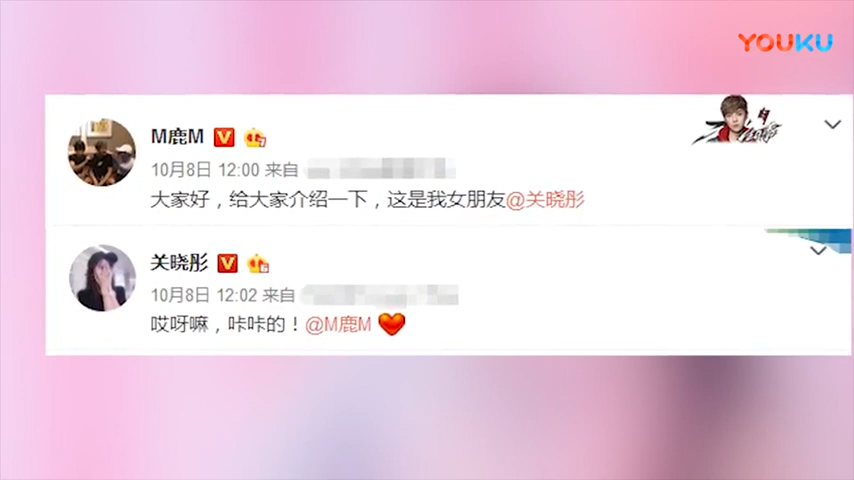 YOUKU
M鹿M
10月8日 12:00 来自
大家好，给大家介绍一下，这是我女朋友@关晓彤
关晓彤
10月8日 12:02 来自
哎呀嘛，咔咔的！@M鹿M